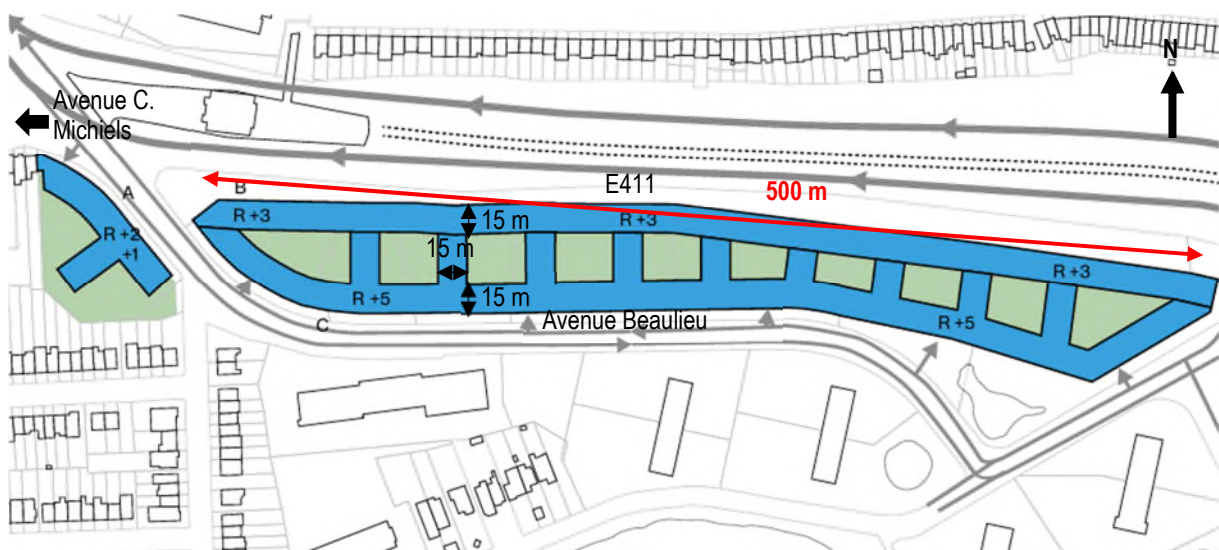 N
Avenue C.
Michiels
E411
500 m
A
B
R +3
15 m
R +3
R +2
+1
15 m
R +3
R +5
15 m
C
Avenue Beaulieu
R +5